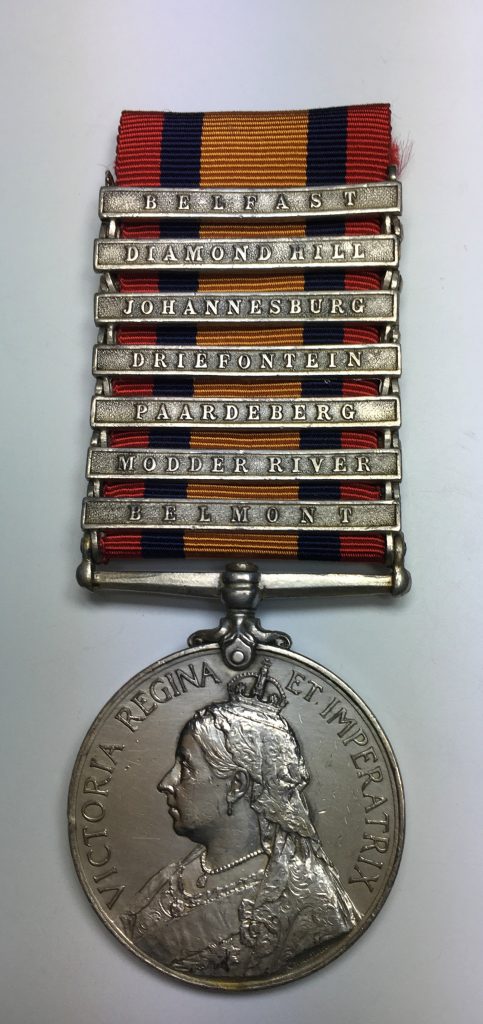 BELFAST
DIAMOND HILL
JOHANNESBURG
DRIEFONTEIN
PAARDEBERG
MODDER RIVER
BELMONT
VICTORIA REGINA ET IMPERATRIX